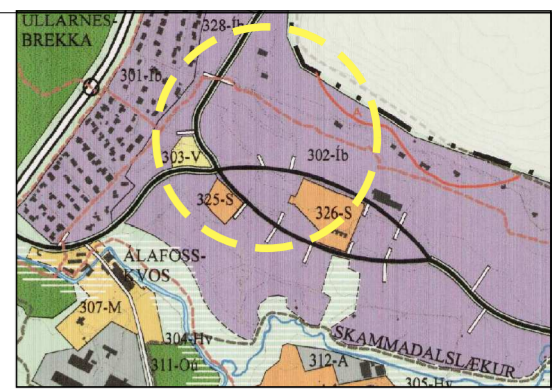 ULLARNES-
BREKKA
328-Íb
301-Íb
A
303-V
302-Íb
325-S
326-S
ÁLAFOSS-
KVOS
307-M
304-Hv
SKAMMADALSLÆKUR
311-Ou
312-A
305-Hv